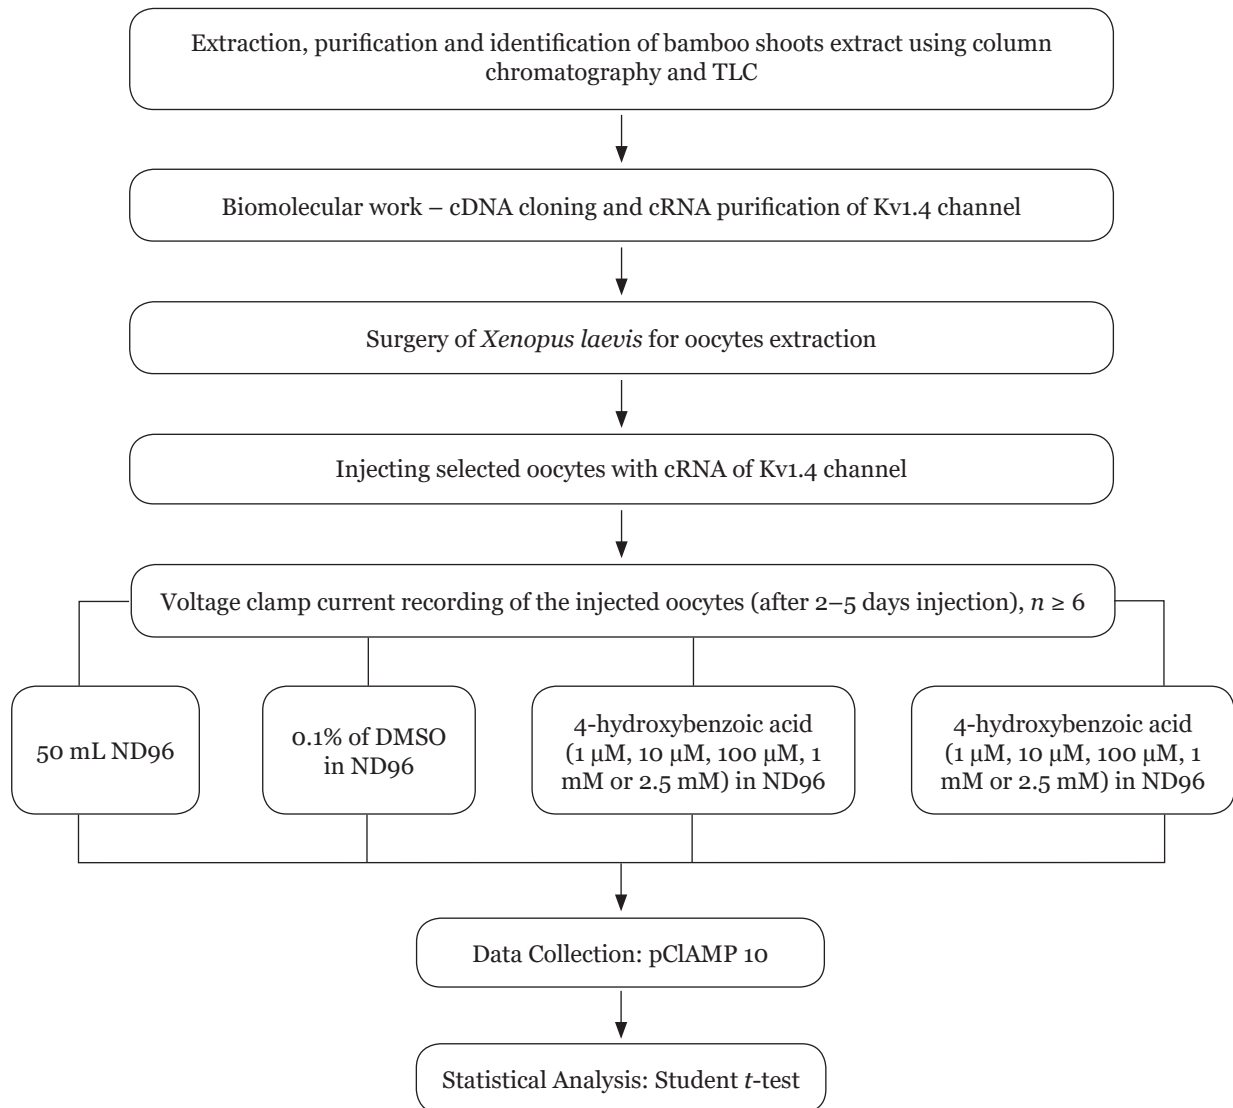 Extraction, purification and identification of bamboo shoots extract using column
chromatography and TLC
Biomolecular work – cDNA cloning and cRNA purification of Kv1.4 channel
Surgery of Xenopus laevis for oocytes extraction
Injecting selected oocytes with cRNA of Kv1.4 channel
Voltage clamp current recording of the injected oocytes (after 2–5 days injection), n ≥ 6
50 mL ND96
0.1% of DMSO
in ND96
4-hydroxybenzoic acid
(1 µM, 10 µM, 100 µM, 1
mM or 2.5 mM) in ND96
4-hydroxybenzoic acid
(1 µM, 10 µM, 100 µM, 1
mM or 2.5 mM) in ND96
Data Collection: pClAMP 10
Statistical Analysis: Student t-test